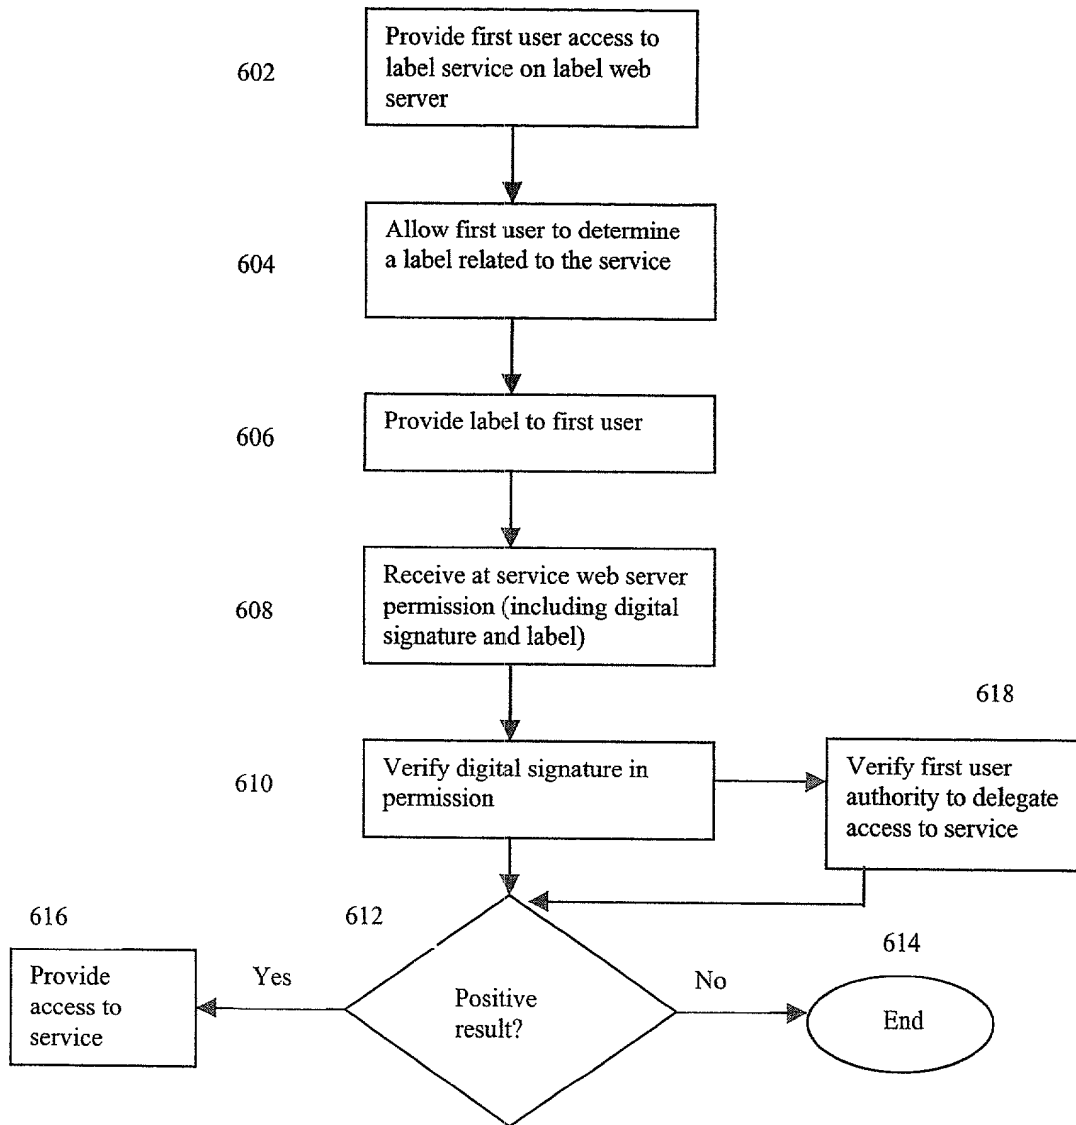 602
Provide first user access to
label service on label web
server
604
Allow first user to determine
a label related to the service
606
Provide label to first user
608
Receive at service web server
permission (including digital
signature and label)
610
Verify digital signature in
permission
618
Verify first user
authority to delegate
access to service
616
Provide
access to
service
Yes
612
Positive
result?
No
614
End